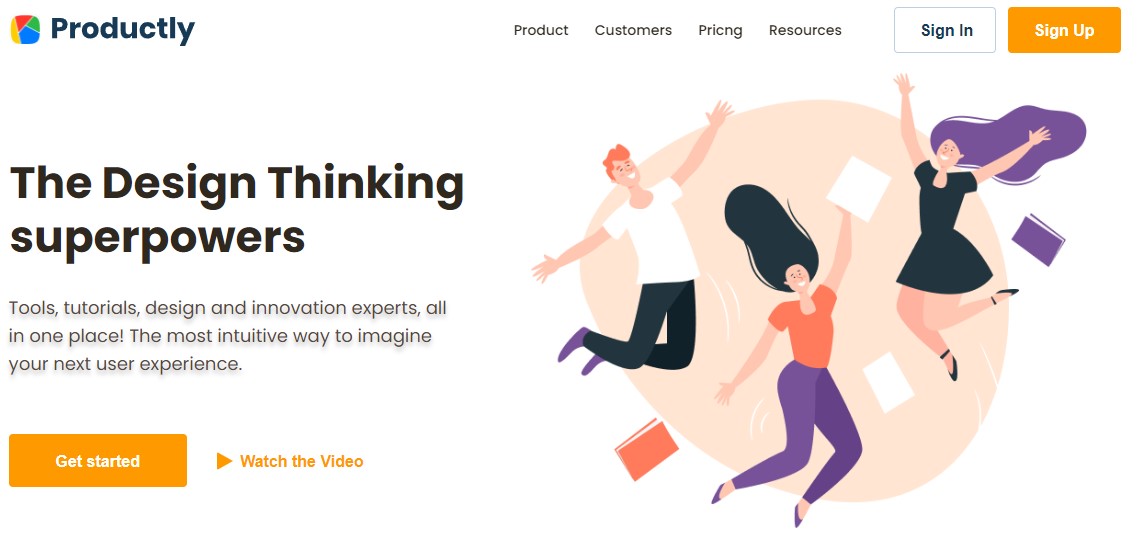 Productly
Product Customers Pricng Resources Sign In Sign Up
The Design Thinking
superpowers
Tools, tutorials, design and innovation experts, all
in one place! The most intuitive way to imagine
your next user experience.
Get started Watch the Video